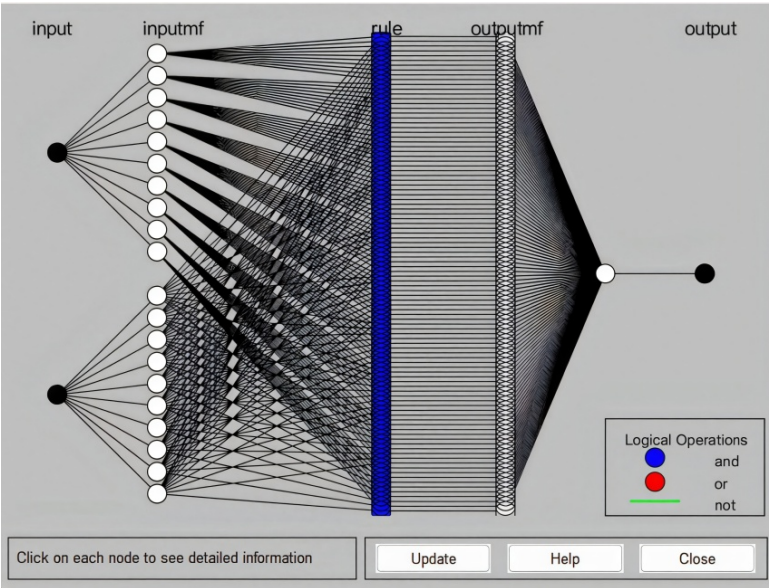 input inputmf rule outputmf output
Logical Operations
and
or
not
Click on each node to see detailed information
Update Help Close